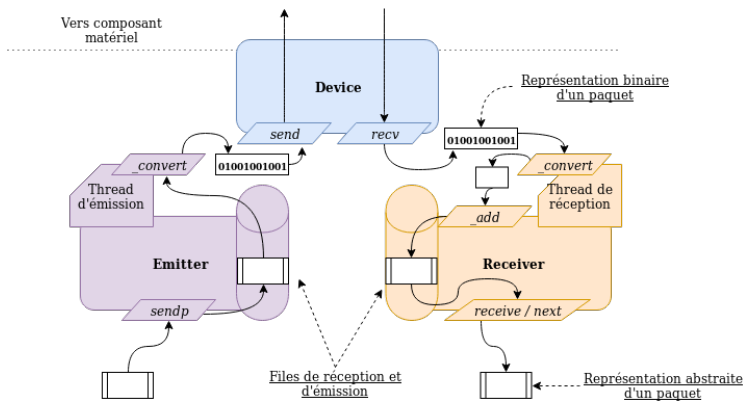 Vers composant
matériel
Device
send
recv
Représentation binaire
d'un paquet
01001001001
01001001001
_convert
_convert
Thread
d'émission
Thread de
réception
_add
Emitter
Receiver
sendp
receive / next
Files de réception et
d'émission
Représentation abstraite
d'un paquet